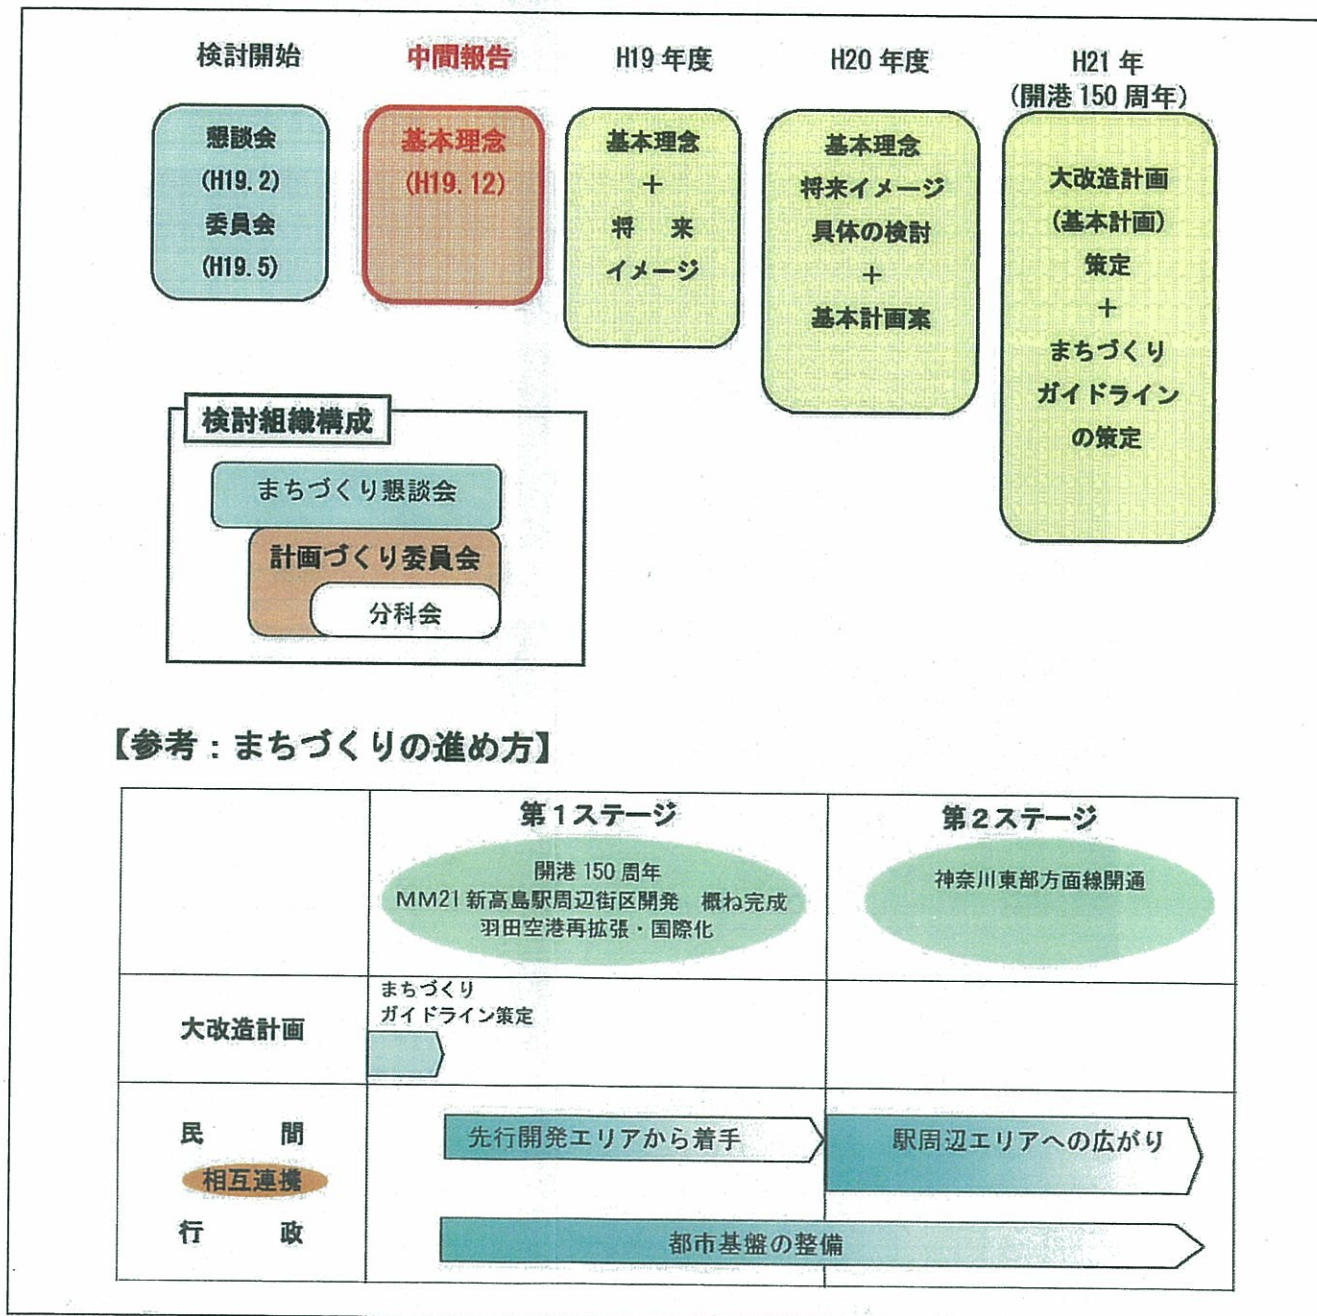 検討開始
懇談会
(H19.2)
委員会
(H19.5)
中間報告
基本理念
(H19.12)
H19 年度
基本理念
+
将　来
イメージ
H20 年度
基本理念
将来イメージ
具体の検討
+
基本計画案
H21 年
(開港 150 周年)
大改造計画
(基本計画)
策定
+
まちづくり
ガイドライン
の策定
検討組織構成
まちづくり懇談会
計画づくり委員会
分科会
【参考：まちづくりの進め方】
第１ステージ
第２ステージ
開港 150 周年
MM21 新高島駅周辺街区開発　概ね完成
羽田空港再拡張・国際化
神奈川東部方面線開通
大改造計画
まちづくり
ガイドライン策定
民　　間
相互連携
行　　政
先行開発エリアから着手
駅周辺エリアへの広がり
都市基盤の整備